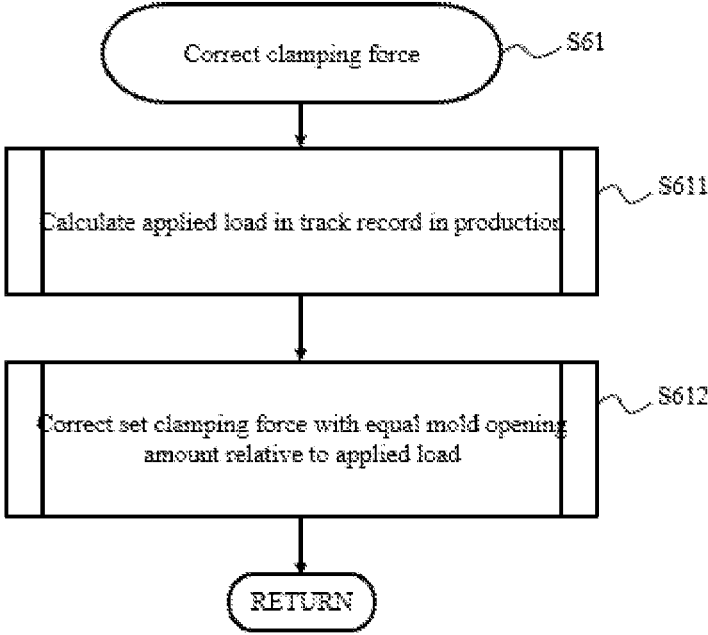 Correct clamping force
S61
Calculate applied load in track record in production
S611
Correct set clamping force with equal mold opening
amount relative to applied load
S612
RETURN